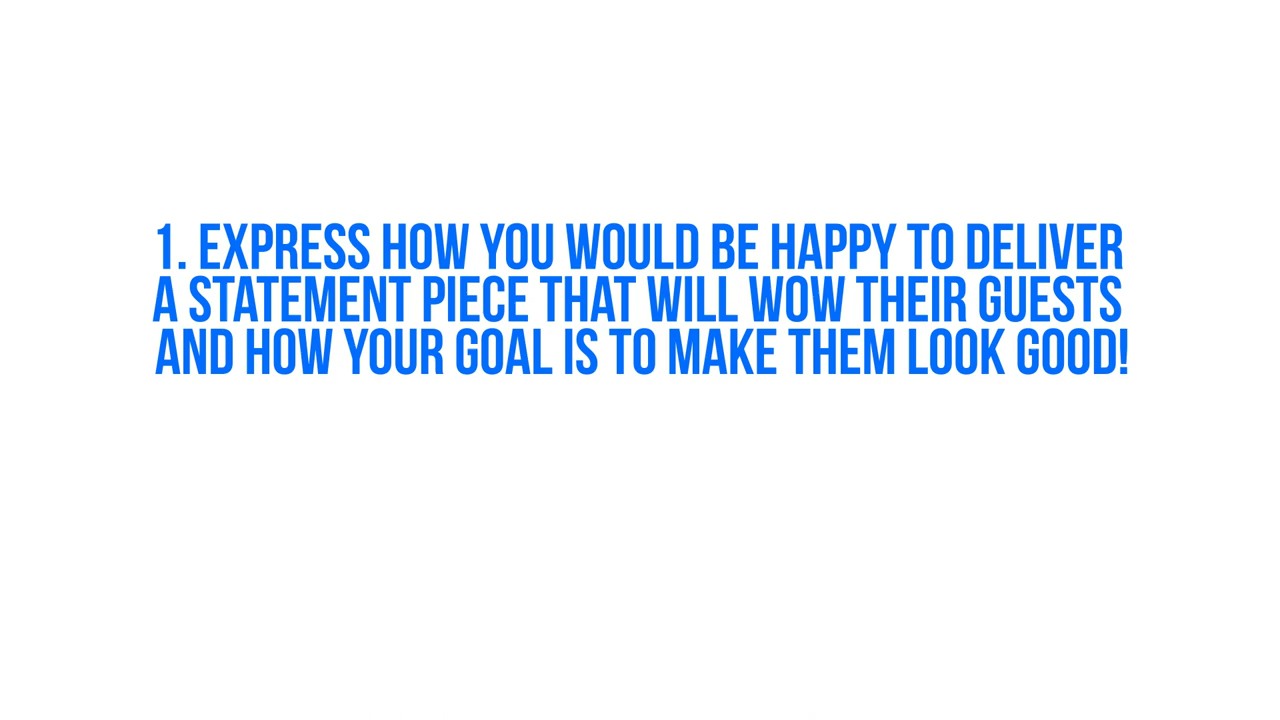 1. EXPRESS HOW YOU WOULD BE HAPPY TO DELIVER
A STATEMENT PIECE THAT WILL WOW THEIR GUESTS
AND HOW YOUR GOAL IS TO MAKE THEM LOOK GOOD!